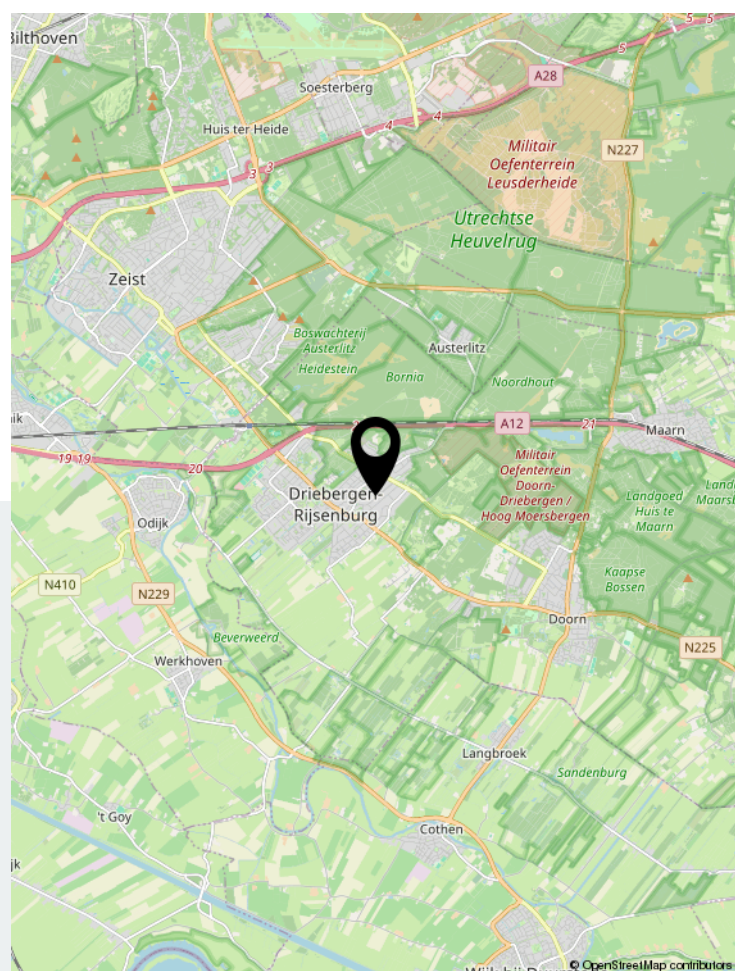 Bilthoven
Soesterberg
5
5
5
A28
4
4
Huis ter Heide
Militair
Oefenterrein
Leusderheide
N227
3
3
Utrechtse
Heuvelrug
Zeist
Boswachterij
Austerlitz
Heidestein
Austerlitz
Bornia
Noordhout
nik
A12
21
Maarn
19 19
20
Militair
Oefenterrein
Doorn-
Driebergen /
Hoog Moersbergen
Driebergen-
Rijsenburg
Landgoed
Huis te
Maarn
Odijk
N410
N229
Kaapse
Bossen
Doorn
Beverweerd
N225
Werkhoven
Langbroek
Sandenburg
't Goy
Cothen
© OpenStreetMap contributors